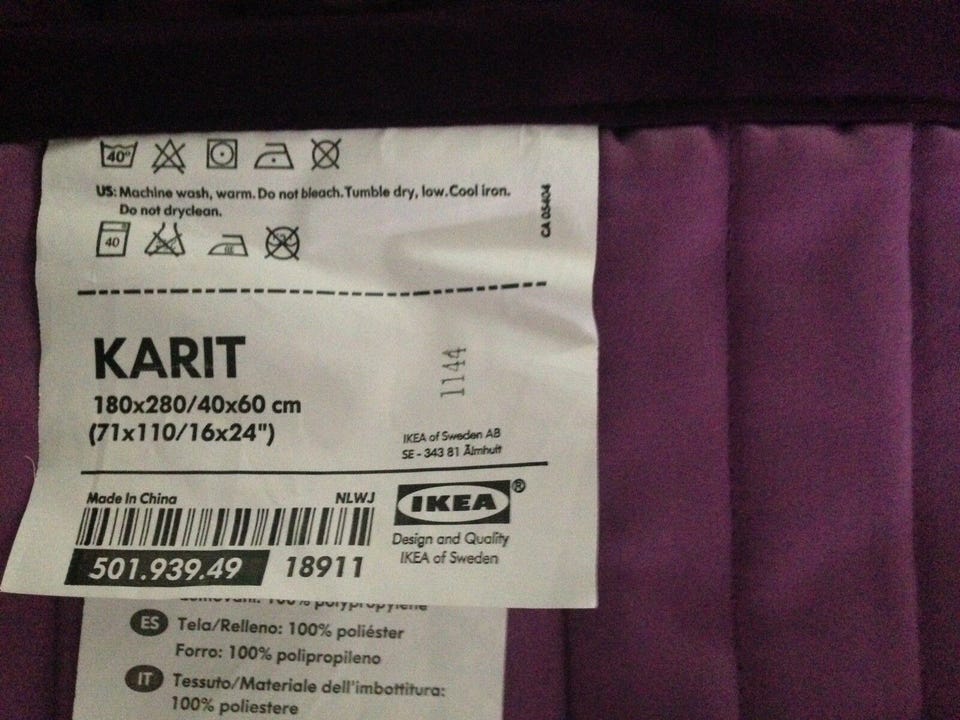 40°
US: Machine wash, warm. Do not bleach. Tumble dry, low. Cool iron.
Do not dryclean.
CA 03404
40
KARIT
180x280/40x60 cm
(71x110/16x24")
1144
IKEA of Sweden AB
SE - 343 81 Älmhult
Made In China
NLWJ
IKEA®
Design and Quality
IKEA of Sweden
501.939.49
18911
100% polypropylene
ES Tela/Relleno: 100% poliéster
Forro: 100% polipropileno
IT Tessuto/Materiale dell'imbottitura:
100% poliestere